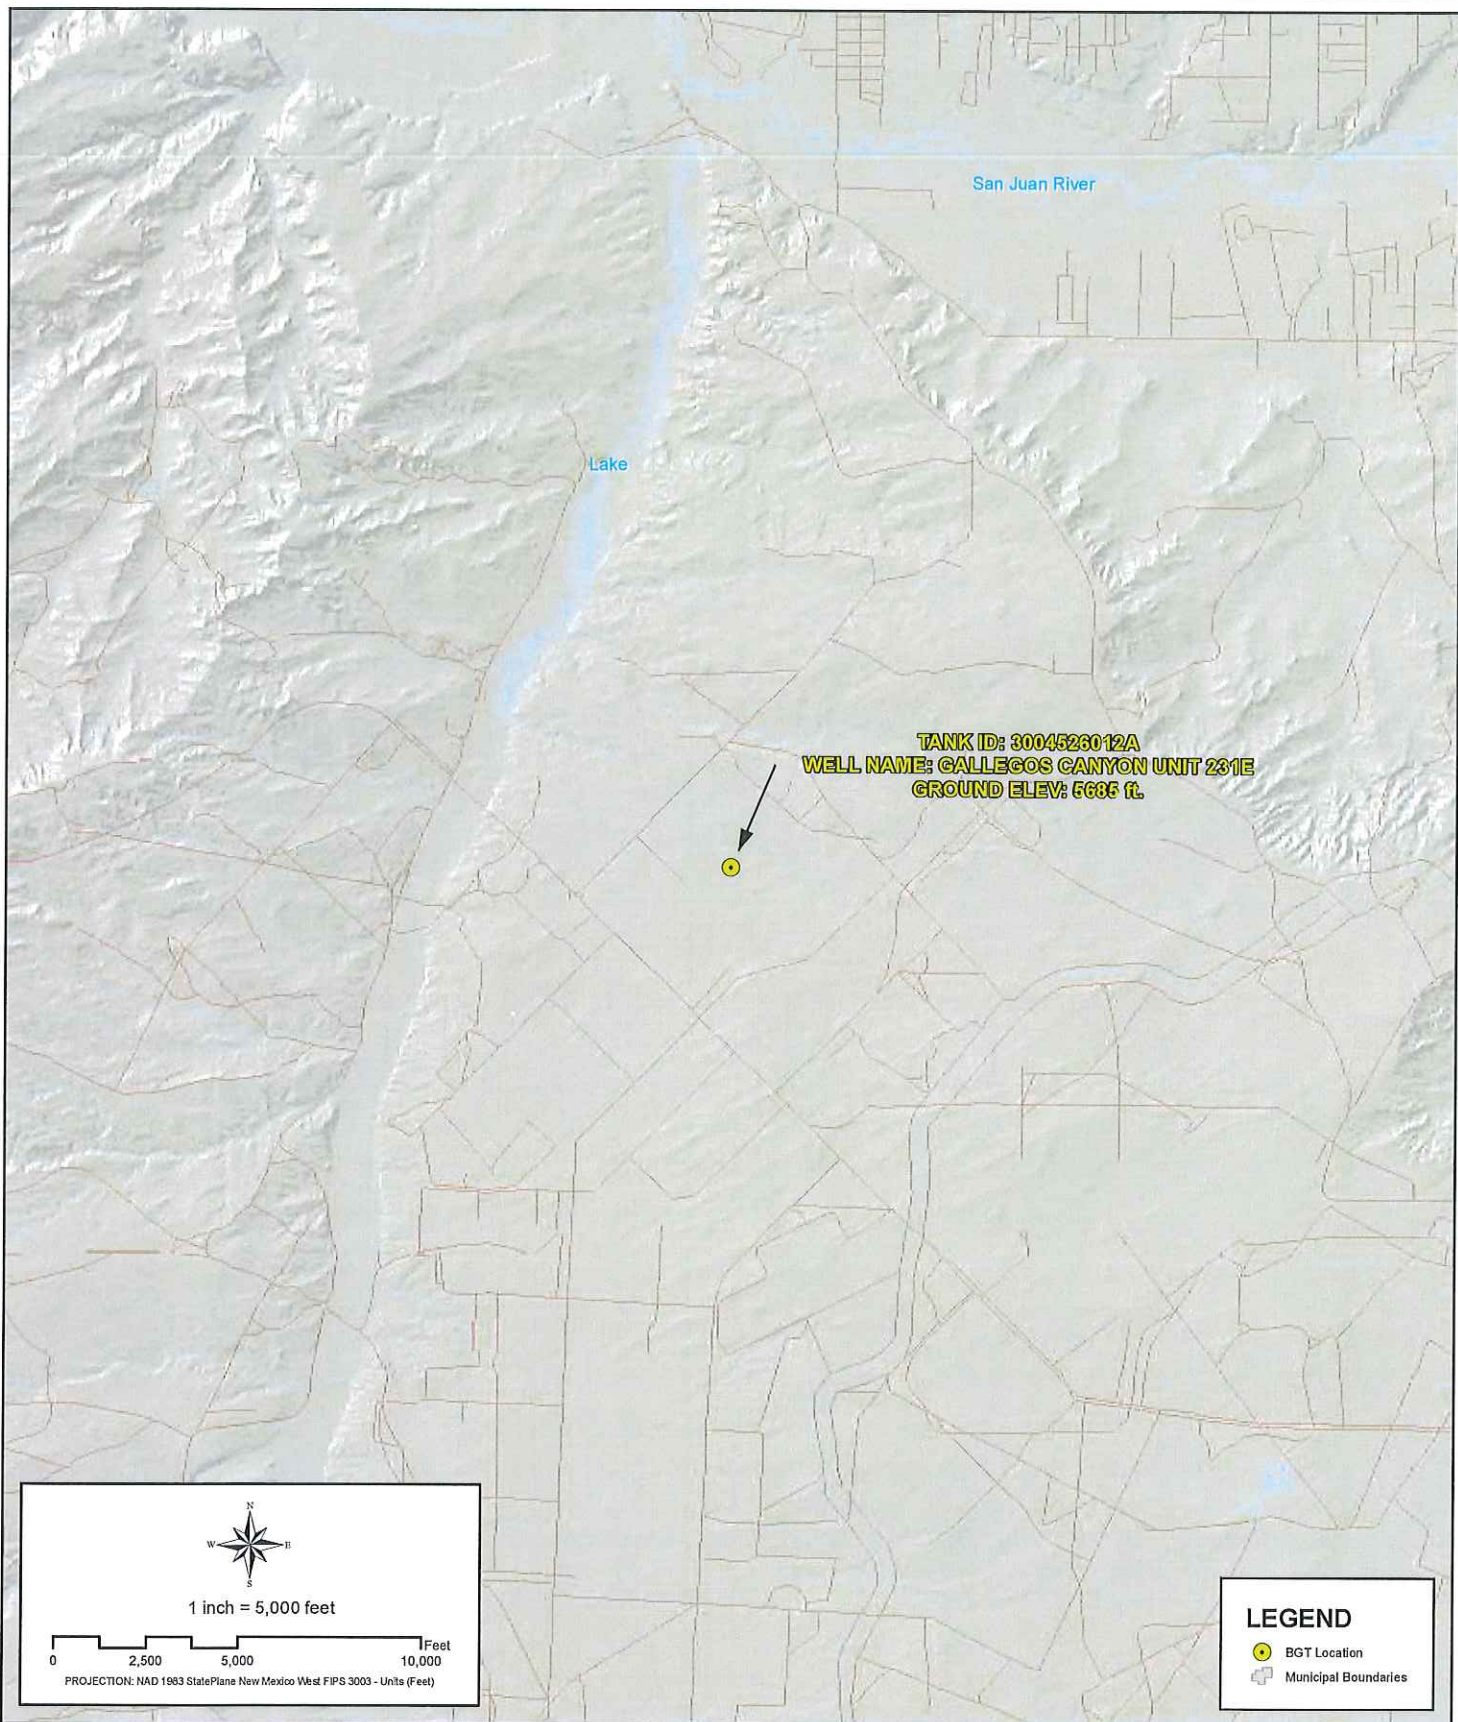 San Juan River
Lake
TANK ID: 3004526012A
WELL NAME: GALLEGOS CANYON UNIT 231E
GROUND ELEV: 5685 ft.
N
W E
S
1 inch = 5,000 feet
Feet
0 2,500 5,000 10,000
PROJECTION: NAD 1983 StatePlane New Mexico West FIPS 3003 - Units (Feet)
LEGEND
BGT Location
Municipal Boundaries